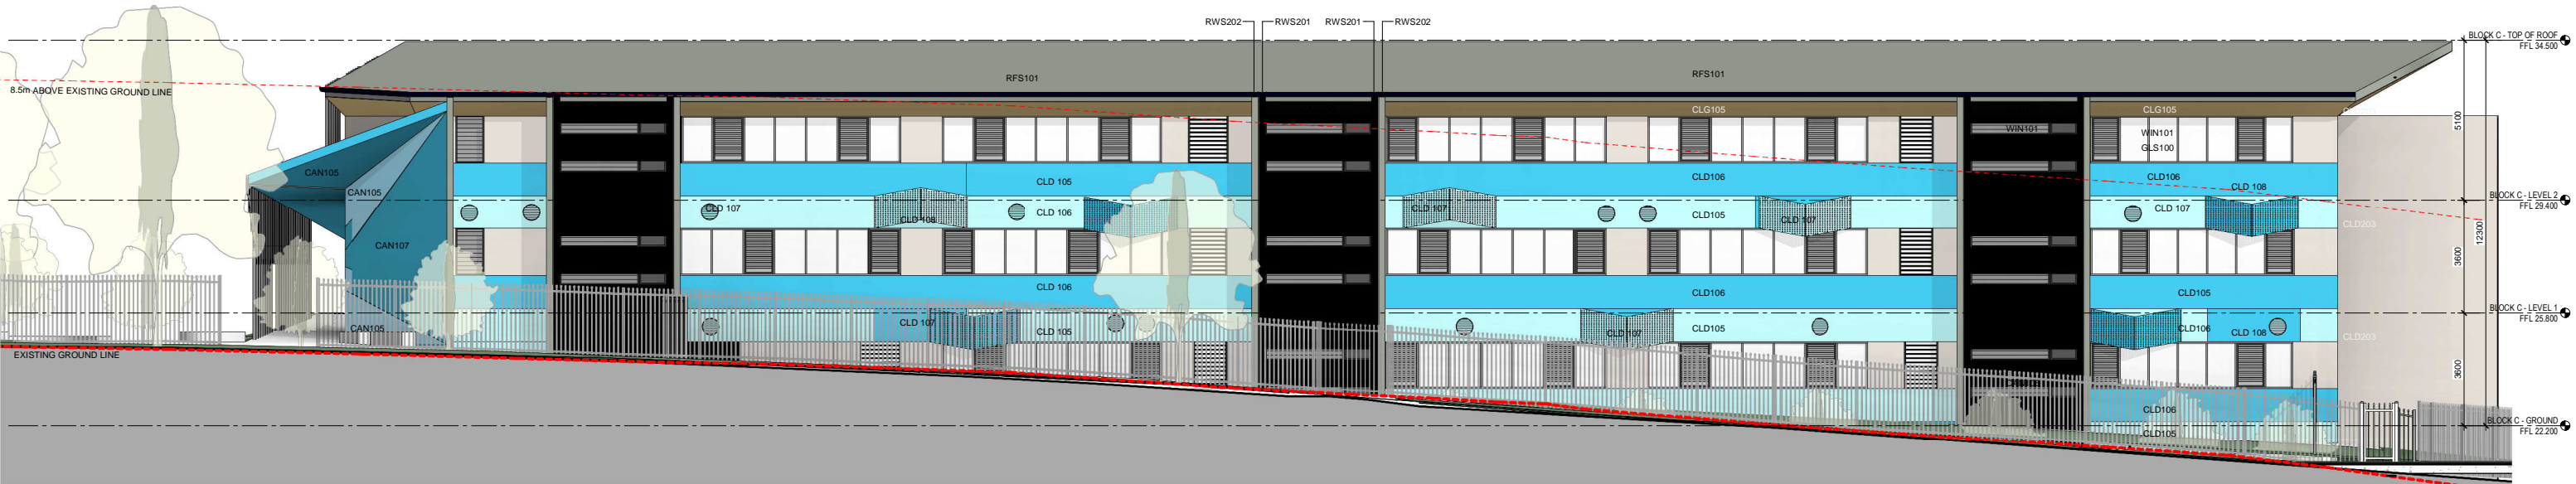 RWS202
RWS201
RWS201
RWS202
BLOCK C - TOP OF ROOF
FFL 34.500
8.5m ABOVE EXISTING GROUND LINE
RFS101
RFS101
CLG105
CLG105
5100
WIN101
WIN101
GLS100
CAN105
CAN105
CLD 105
CLD106
CLD106
CLD 108
BLOCK C - LEVEL 2
FFL 29.400
CLD 107
CLD 108
CLD 106
CLD 107
CLD105
CLD 107
CLD 107
CLD203
12300
CAN107
3600
CLD 106
CLD106
CLD105
BLOCK C - LEVEL 1
FFL 25.800
CAN105
CLD 107
CLD 105
CLD 107
CLD105
CLD106
CLD 108
CLD203
EXISTING GROUND LINE
3600
CLD106
BLOCK C - GROUND
FFL 22.200
CLD105